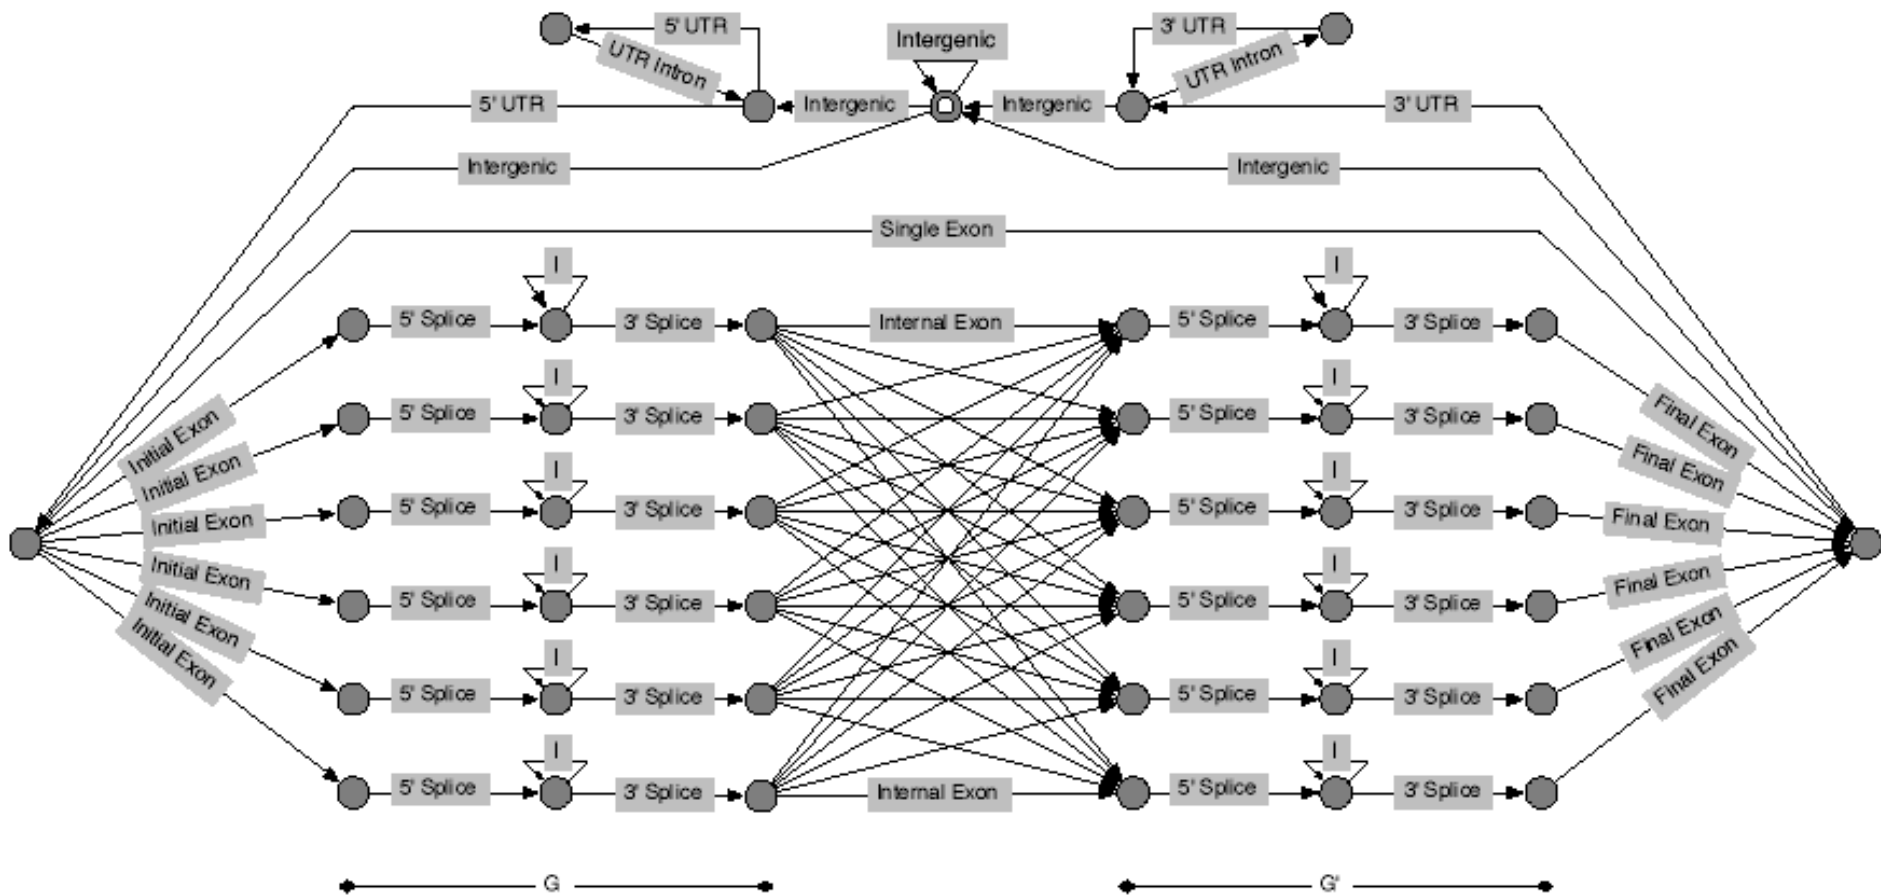 5' UTR
3' UTR
Intergenic
UTR Intron
UTR Intron
5' UTR
Intergenic
Intergenic
3' UTR
Intergenic
Intergenic
Single Exon
I
I
5' Splice
3' Splice
Internal Exon
5' Splice
3' Splice
I
I
Initial Exon
5' Splice
3' Splice
5' Splice
3' Splice
Final Exon
I
I
Initial Exon
5' Splice
3' Splice
5' Splice
3' Splice
Final Exon
Initial Exon
Final Exon
I
I
Initial Exon
5' Splice
3' Splice
5' Splice
3' Splice
Final Exon
Initial Exon
Final Exon
I
I
Initial Exon
5' Splice
3' Splice
5' Splice
3' Splice
Final Exon
I
I
5' Splice
3' Splice
Internal Exon
5' Splice
3' Splice
G
G'